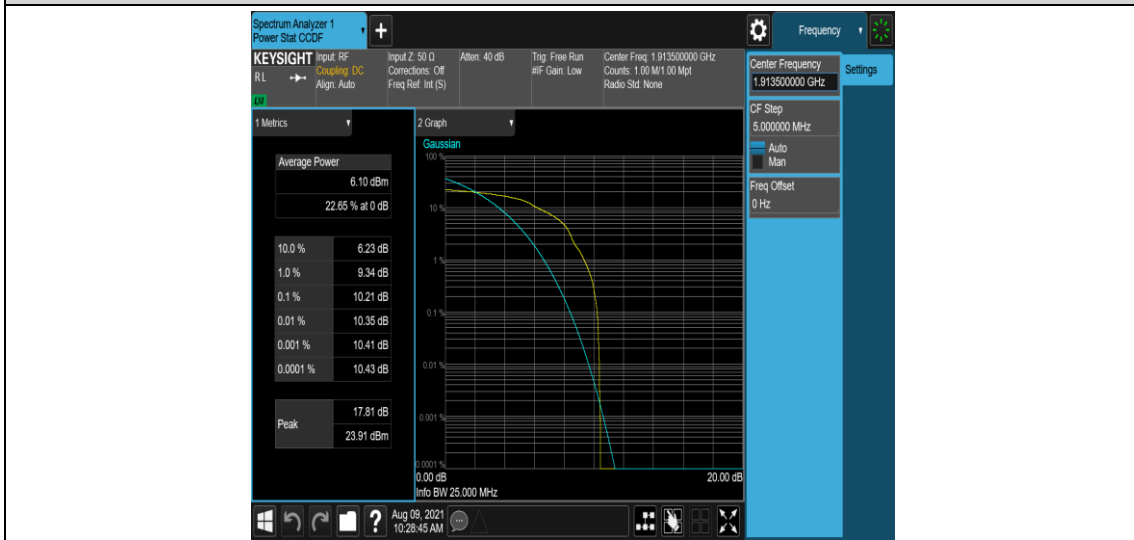 Spectrum Analyzer 1
Power Stat CCDF
+
Frequency
KEYSIGHT
RL
Input: RF
Coupling: DC
Align: Auto
Input Z: 50 Ω
Corrections: Off
Freq Ref: Int (S)
Atten: 40 dB
Trig: Free Run
#IF Gain: Low
Center Freq: 1.913500000 GHz
Counts: 1.00 M/1.00 Mpt
Radio Std: None
Center Frequency
1.913500000 GHz
Settings
CF Step
5.000000 MHz
Auto
Man
Freq Offset
0 Hz
1 Metrics
Average Power
6.10 dBm
22.65 % at 0 dB
10.0 % 6.23 dB
1.0 % 9.34 dB
0.1 % 10.21 dB
0.01 % 10.35 dB
0.001 % 10.41 dB
0.0001 % 10.43 dB
Peak
17.81 dB
23.91 dBm
2 Graph
Gaussian
100 %
10 %
1 %
0.1 %
0.01 %
0.001 %
0.0001 %
0.00 dB 20.00 dB
Info BW 25.000 MHz
?
Aug 09, 2021
10:28:45 AM